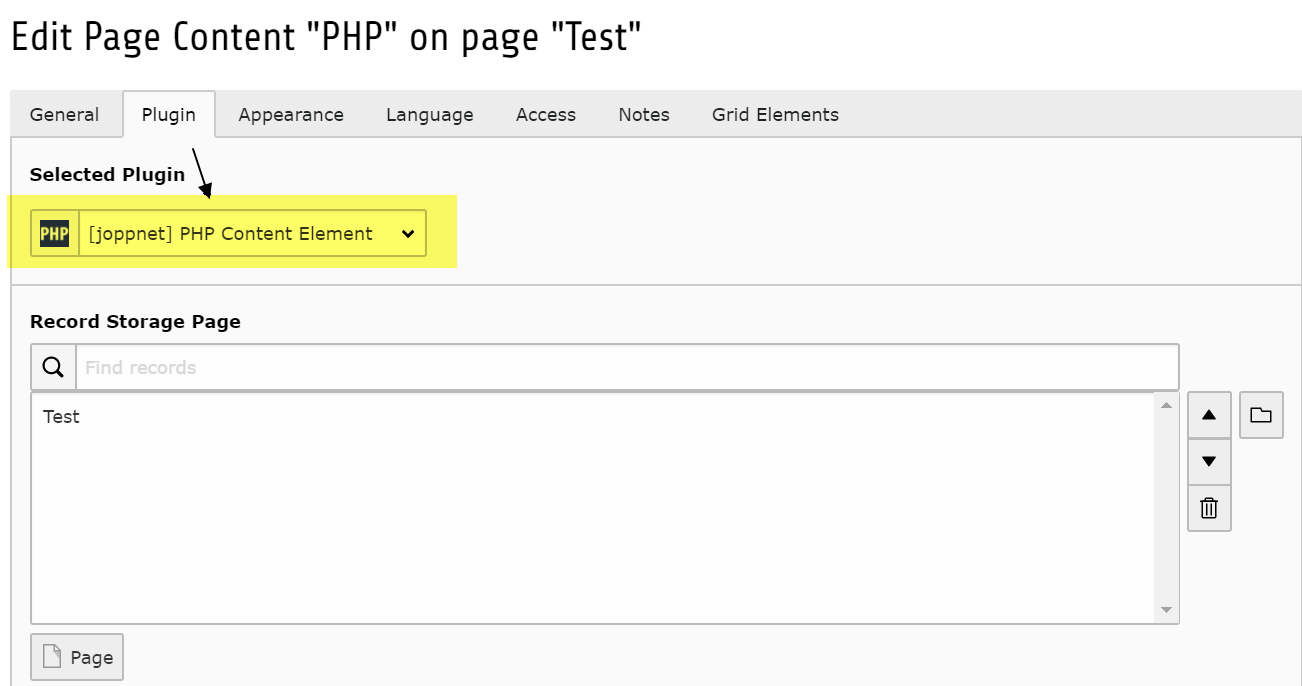 Edit Page Content "PHP" on page "Test"
General Plugin Appearance Language Access Notes Grid Elements
Selected Plugin
PHP [joppnet] PHP Content Element
Record Storage Page
Find records
Test
Page